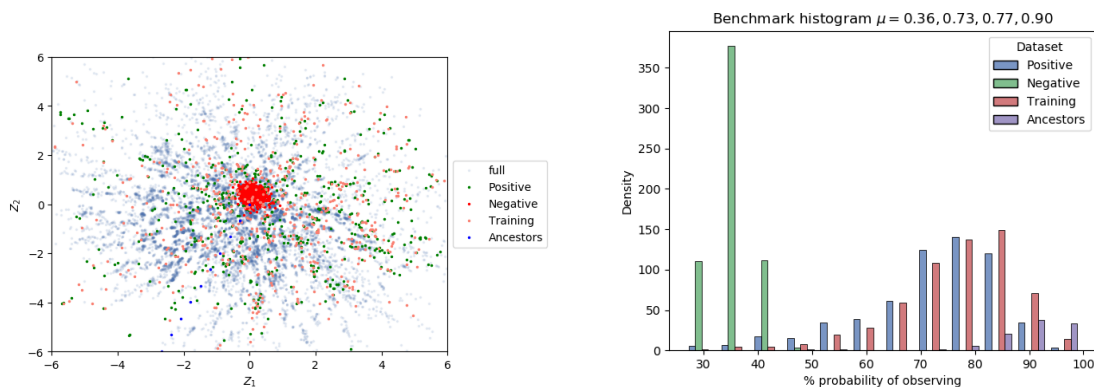 6
4
2
0
−2
−4
−6
Z₂
−6
−4
−2
0
2
4
6
Z₁
full
Positive
Negative
Training
Ancestors
Benchmark histogram μ = 0.36, 0.73, 0.77, 0.90
350
300
250
200
150
100
50
0
Density
30
40
50
60
70
80
90
100
% probability of observing
Dataset
Positive
Negative
Training
Ancestors